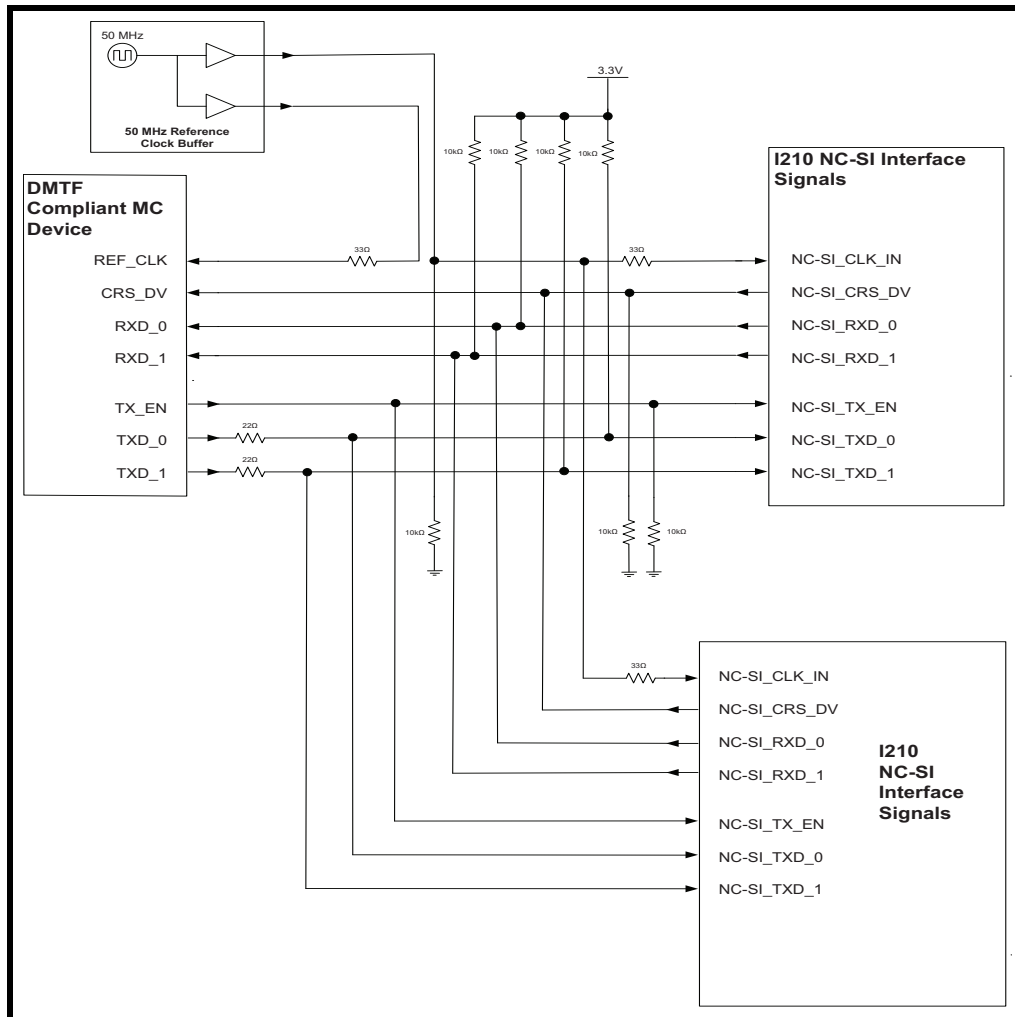 50 MHz
50 MHz Reference
Clock Buffer
3.3V
10kΩ
10kΩ
10kΩ
10kΩ
DMTF
Compliant MC
Device
REF_CLK
CRS_DV
RXD_0
RXD_1
TX_EN
TXD_0
TXD_1
33Ω
33Ω
22Ω
22Ω
I210 NC-SI Interface
Signals
NC-SI_CLK_IN
NC-SI_CRS_DV
NC-SI_RXD_0
NC-SI_RXD_1
NC-SI_TX_EN
NC-SI_TXD_0
NC-SI_TXD_1
10kΩ
10kΩ
10kΩ
33Ω
NC-SI_CLK_IN
NC-SI_CRS_DV
NC-SI_RXD_0
NC-SI_RXD_1
NC-SI_TX_EN
NC-SI_TXD_0
NC-SI_TXD_1
I210
NC-SI
Interface
Signals